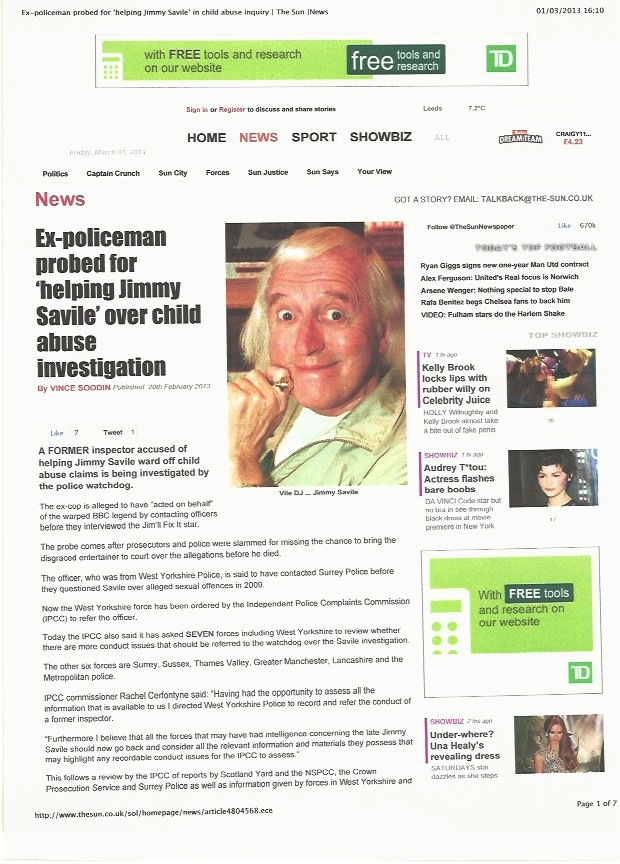 Ex-policeman probed for 'helping Jimmy Savile' in child abuse inquiry | The Sun |News
01/03/2013 16:10
with FREE tools and research
on our website
free tools and
research
TD
Sign in or Register to discuss and share stories
Leeds
7.2°C
HOME NEWS SPORT SHOWBIZ ALL
DREAM TEAM
CRAIGY11...
£4.23
Friday, March 01, 2013
Politics Captain Crunch Sun City Forces Sun Justice Sun Says Your View
News
GOT A STORY? EMAIL: TALKBACK@THE-SUN.CO.UK
Ex-policeman
probed for
'helping Jimmy
Savile' over child
abuse
investigation
By VINCE SOODIN Published 20th February 2013
Like 7 Tweet 1
A FORMER inspector accused of
helping Jimmy Savile ward off child
abuse claims is being investigated by
the police watchdog.
Vile DJ ... Jimmy Savile
The ex-cop is alleged to have "acted on behalf"
of the warped BBC legend by contacting officers
before they interviewed the Jim'll Fix It star.
The probe comes after prosecutors and police were slammed for missing the chance to bring the
disgraced entertainer to court over the allegations before he died.
The officer, who was from West Yorkshire Police, is said to have contacted Surrey Police before
they questioned Savile over alleged sexual offences in 2009.
Now the West Yorkshire force has been ordered by the Independent Police Complaints Commission
(IPCC) to refer the officer.
Today the IPCC also said it has asked SEVEN forces including West Yorkshire to review whether
there are more conduct issues that should be referred to the watchdog over the Savile investigation.
The other six forces are Surrey, Sussex, Thames Valley, Greater Manchester, Lancashire and the
Metropolitan police.
IPCC commissioner Rachel Cerfontyne said: "Having had the opportunity to assess all the
information that is available to us I directed West Yorkshire Police to record and refer the conduct of
a former inspector.
"Furthermore I believe that all the forces that may have had intelligence concerning the late Jimmy
Savile should now go back and consider all the relevant information and materials they possess that
may highlight any recordable conduct issues for the IPCC to assess."
This follows a review by the IPCC of reports by Scotland Yard and the NSPCC, the Crown
Prosecution Service and Surrey Police as well as information given by forces in West Yorkshire and
Follow @TheSunNewspaper
Like 670k
TODAY'S TOP FOOTBALL
Ryan Giggs signs new one-year Man Utd contract
Alex Ferguson: United's Real focus is Norwich
Arsene Wenger: Nothing special to stop Bale
Rafa Benitez begs Chelsea fans to back him
VIDEO: Fulham stars do the Harlem Shake
TOP SHOWBIZ
TV 1 hr ago
Kelly Brook
locks lips with
rubber willy on
Celebrity Juice
HOLLY Willoughby and
Kelly Brook almost take
a bite out of fake penis
20
SHOWBIZ 1 hr ago
Audrey T*tou:
Actress flashes
bare boobs
DA VINCI Code star but
no bra in see through
black dress at movie
premiere in New York
17
With FREE tools
and research on
our website
TD
SHOWBIZ 2 hrs ago
Under-where?
Una Healy's
revealing dress
SATURDAYS star
dazzles as she steps
http://www.thesun.co.uk/sol/homepage/news/article4804568.ece
Page 1 of 7